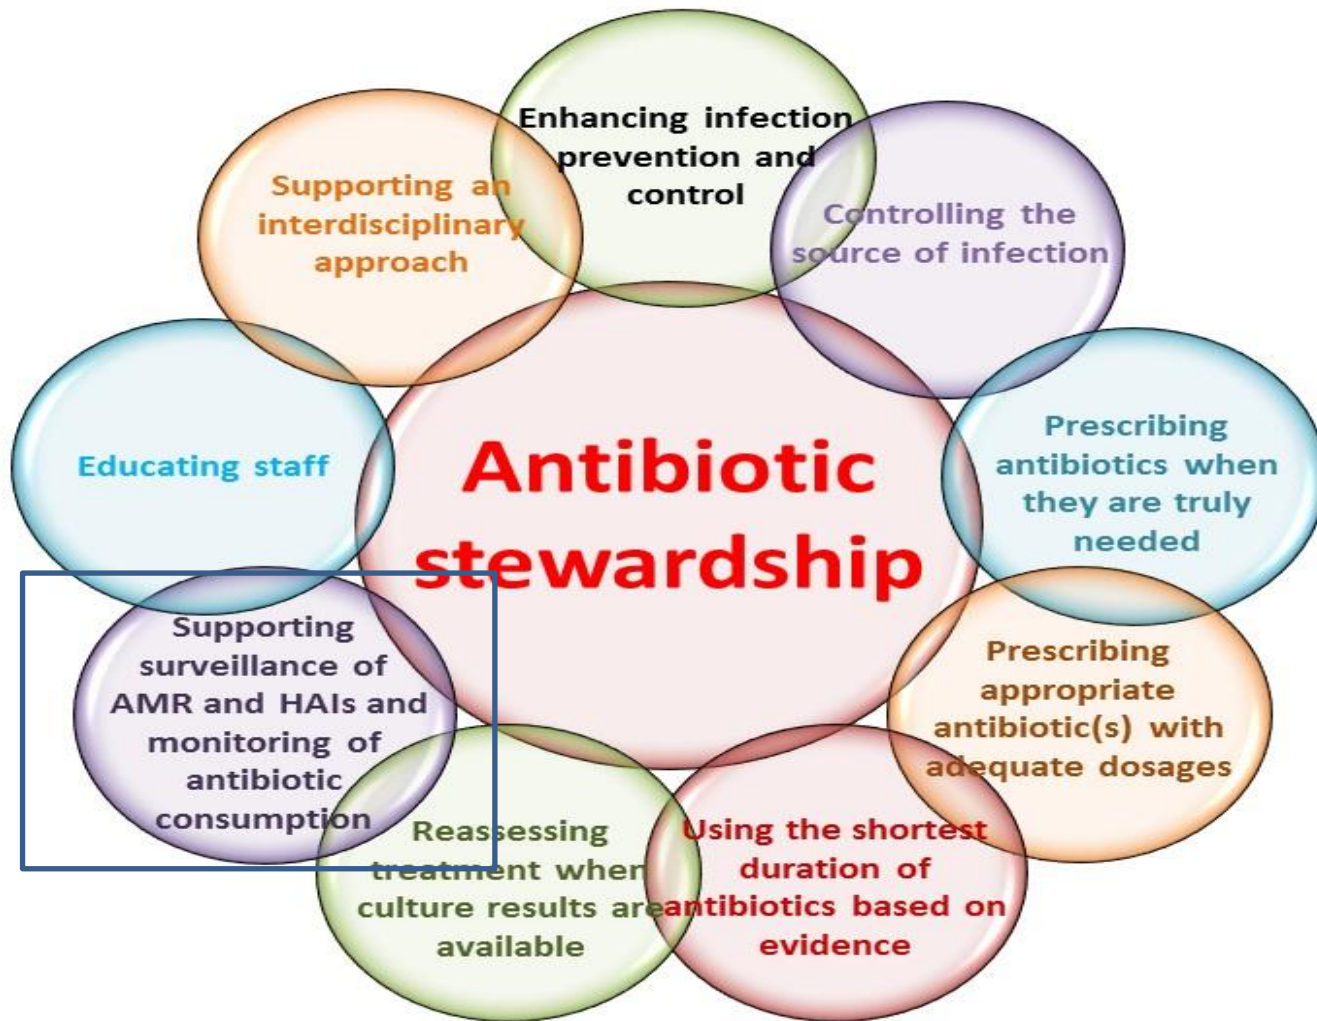 Enhancing infection
prevention and
control
Controlling the
source of infection
Prescribing
antibiotics when
they are truly
needed
Prescribing
appropriate
antibiotic(s) with
adequate dosages
Using the shortest
duration of
antibiotics based on
evidence
Reassessing
treatment when
culture results are
available
Supporting
surveillance of
AMR and HAIs and
monitoring of
antibiotic
consumption
Educating staff
Supporting an
interdisciplinary
approach
Antibiotic
stewardship